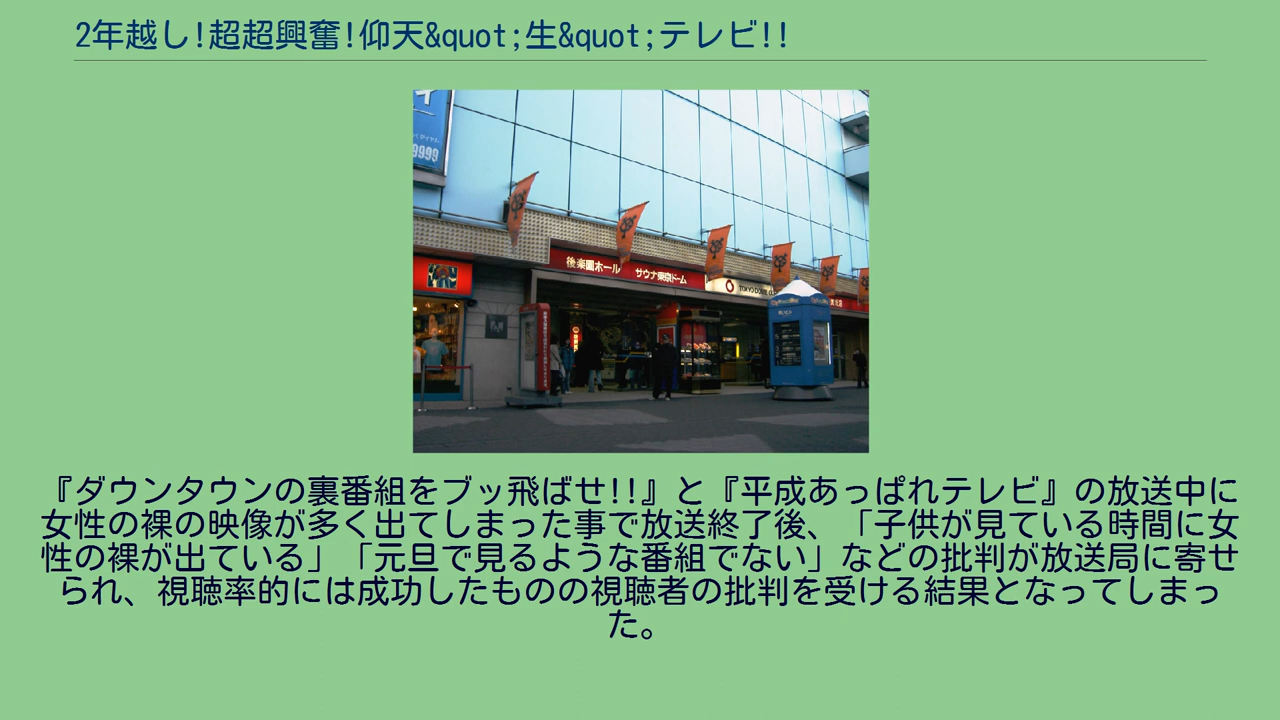 2年越し!超超興奮!仰天&quot;生&quot;テレビ!!
9999
後楽園ホール サウナ東京ドーム
TOKYO DOME
『ダウンタウンの裏番組をブッ飛ばせ!!』と『平成あっぱれテレビ』の放送中に
女性の裸の映像が多く出てしまった事で放送終了後、「子供が見ている時間に女
性の裸が出ている」「元旦で見るような番組でない」などの批判が放送局に寄せ
られ、視聴率的には成功したものの視聴者の批判を受ける結果となってしまっ
た。